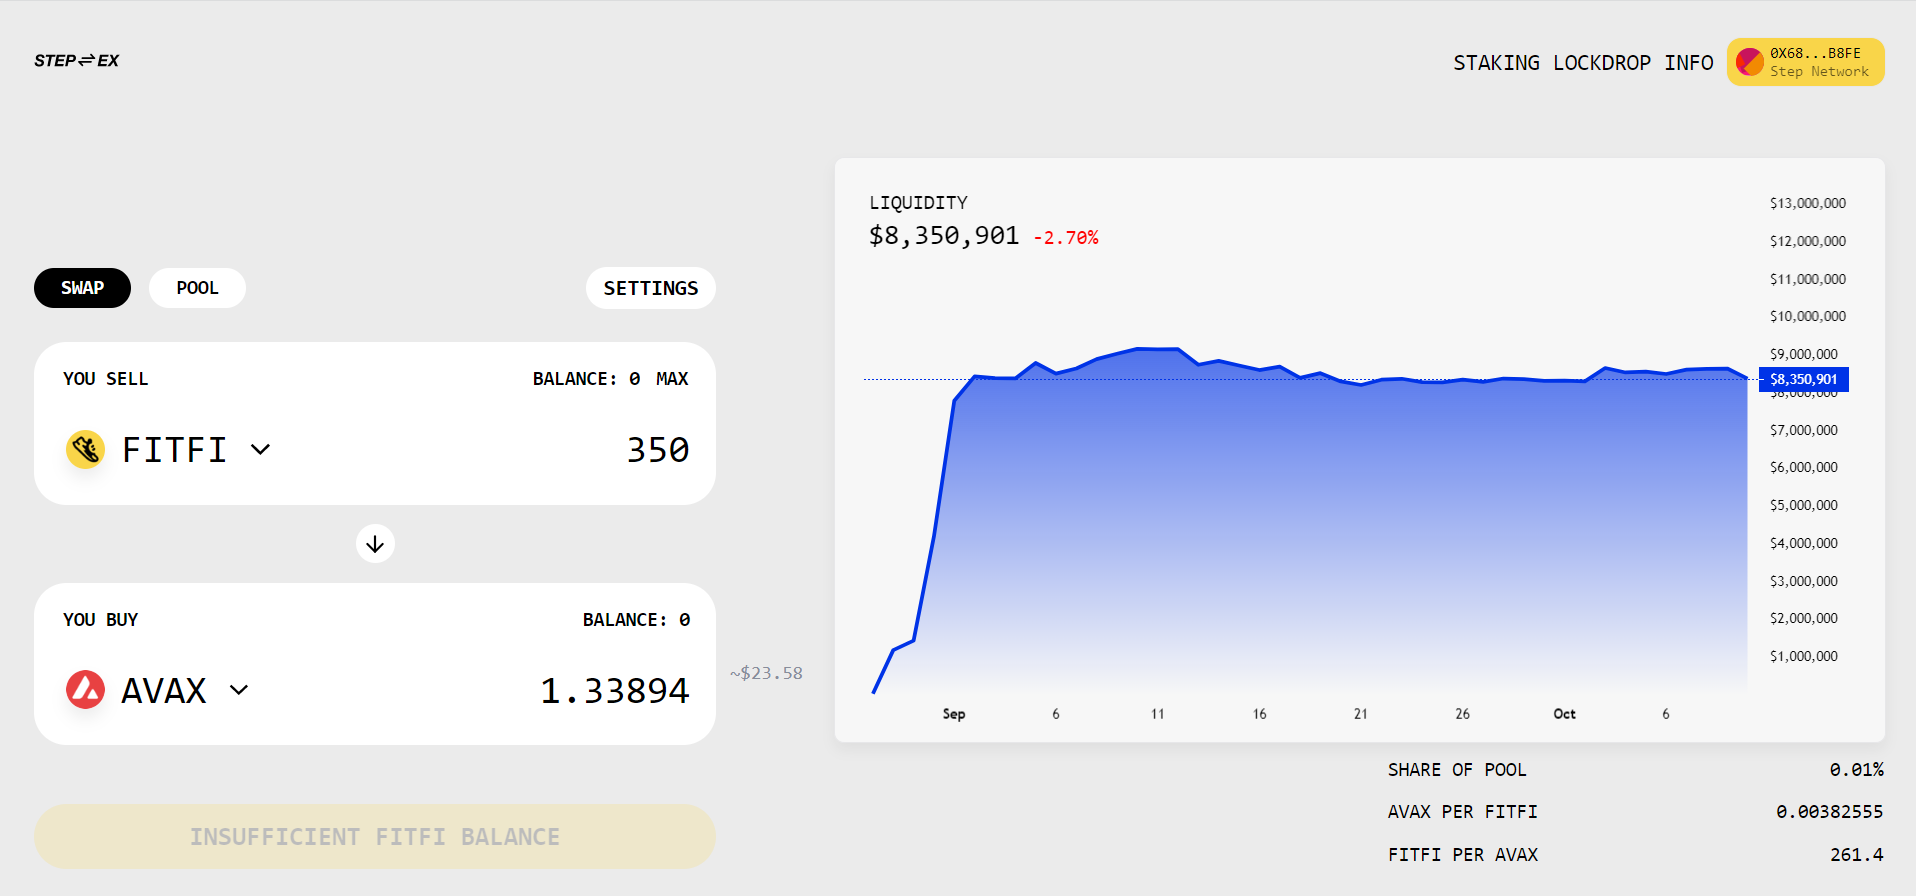 STEP⇌EX
STAKING LOCKDROP INFO
0X68...B8FE
Step Network
SWAP
POOL
SETTINGS
YOU SELL
BALANCE: 0 MAX
FITFI
350
YOU BUY
BALANCE: 0
AVAX
1.33894
~$23.58
INSUFFICIENT FITFI BALANCE
LIQUIDITY
$8,350,901 -2.70%
$13,000,000
$12,000,000
$11,000,000
$10,000,000
$9,000,000
$8,350,901
$8,000,000
$7,000,000
$6,000,000
$5,000,000
$4,000,000
$3,000,000
$2,000,000
$1,000,000
Sep 6 11 16 21 26 Oct 6
SHARE OF POOL 0.01%
AVAX PER FITFI 0.00382555
FITFI PER AVAX 261.4